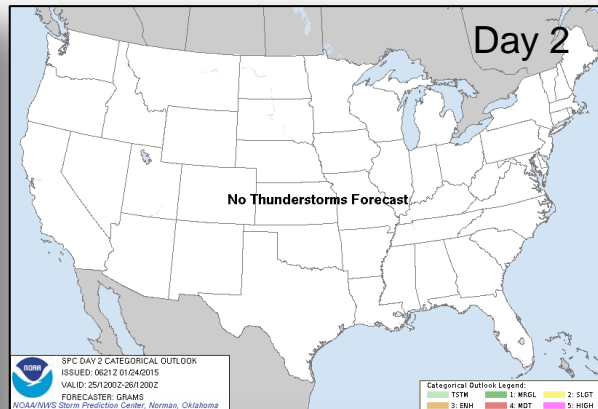 Day 2
No Thunderstorms Forecast
NOAA
SPC DAY 2 CATEGORICAL OUTLOOK
ISSUED: 0621Z 01/24/2015
VALID: 25/1200Z-26/1200Z
FORECASTER: GRAMS
NOAA/NWS Storm Prediction Center, Norman, Oklahoma
Categorical Outlook Legend:
TSTM 1: MRGL 2: SLGT
3: ENH 4: MDT 5: HIGH